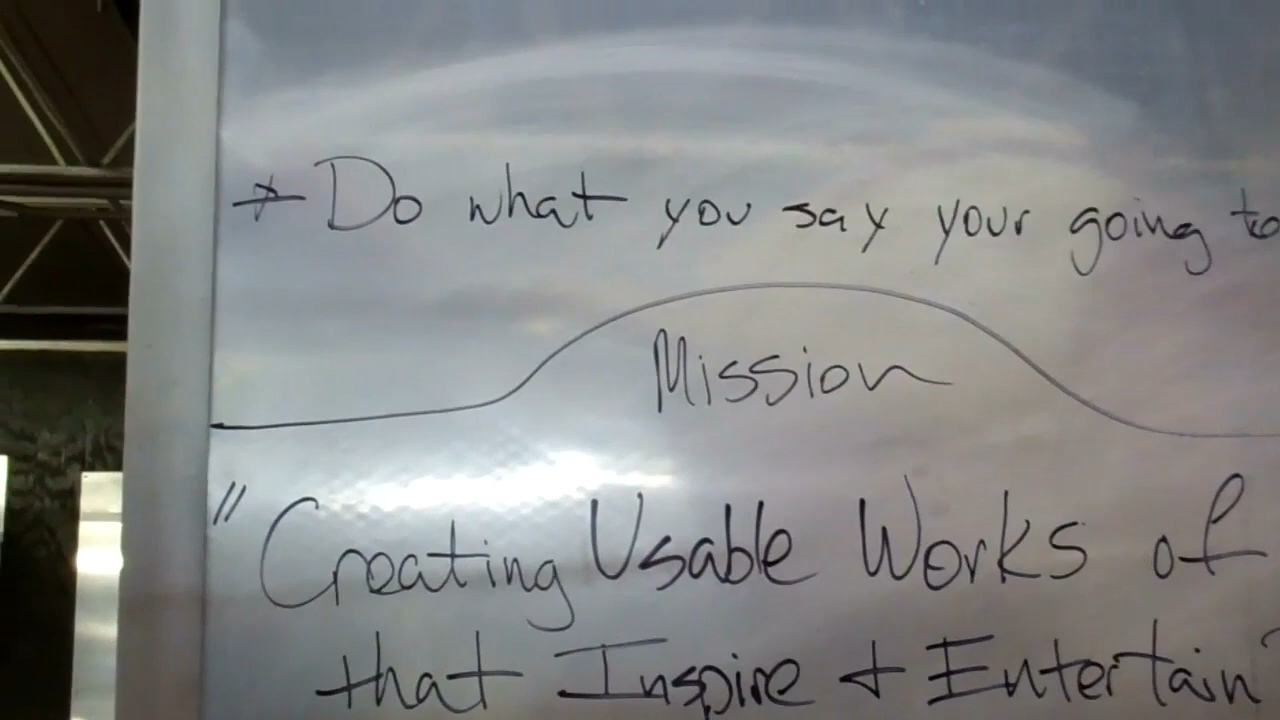 * Do what you say your going to
Mission
"Creating Usable Works of
that Inspire + Entertain